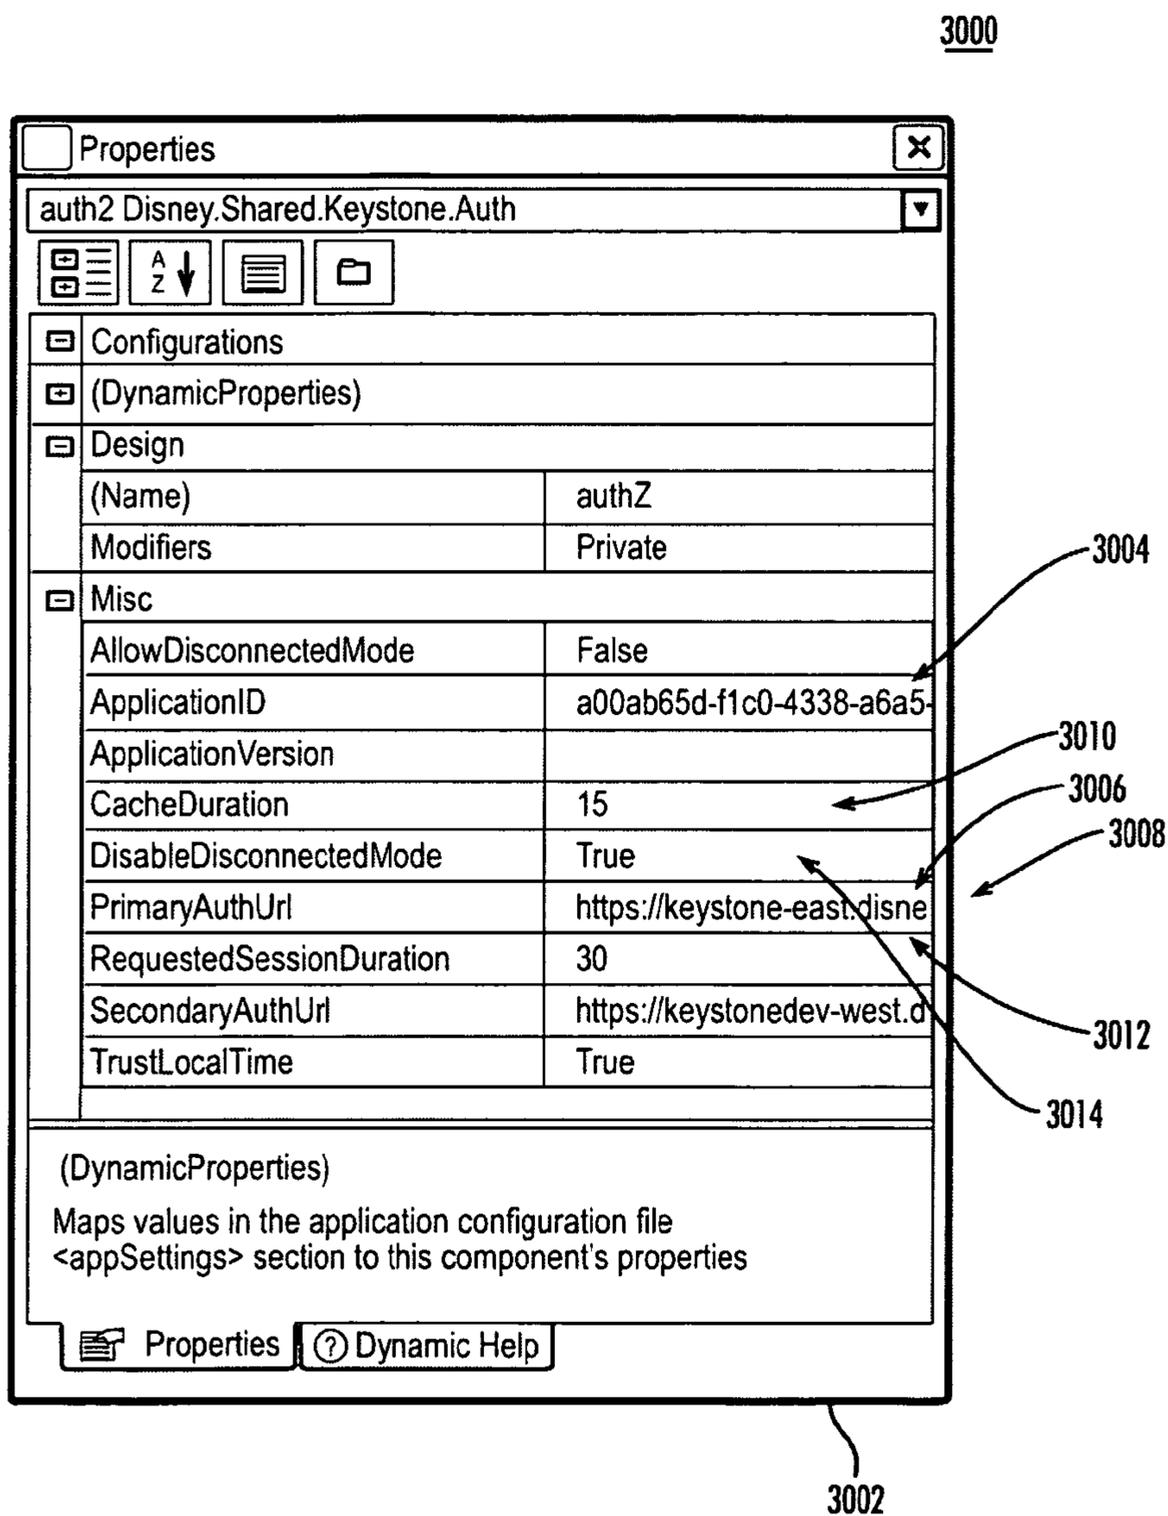 3000
Properties
auth2 Disney.Shared.Keystone.Auth
A
Z
Configurations
(DynamicProperties)
Design
(Name) authZ
Modifiers Private
3004
Misc
AllowDisconnectedMode False
ApplicationID a00ab65d-f1c0-4338-a6a5-
3010
ApplicationVersion
3006
CacheDuration 15
3008
DisableDisconnectedMode True
PrimaryAuthUrl https://keystone-east.disne
RequestedSessionDuration 30
SecondaryAuthUrl https://keystonedev-west.d
3012
TrustLocalTime True
3014
(DynamicProperties)
Maps values in the application configuration file
<appSettings> section to this component's properties
Properties ? Dynamic Help
3002